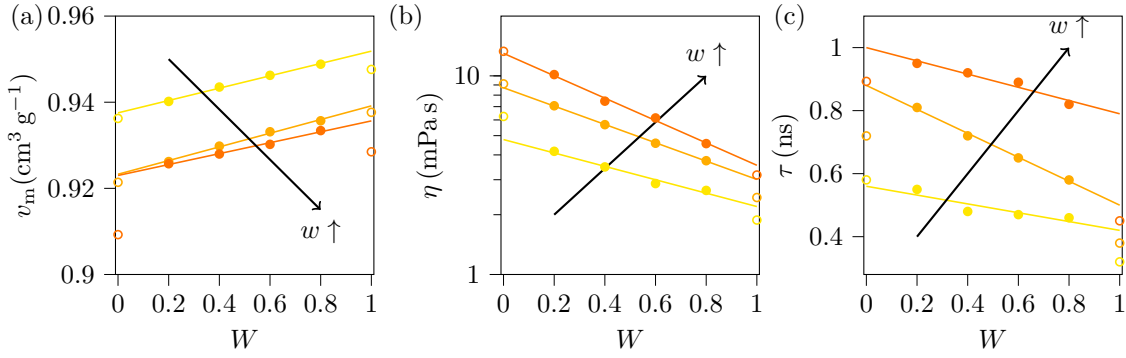 (a)
0.96
0.94
0.92
0.9
v_m (cm³ g⁻¹)
w ↑
0 0.2 0.4 0.6 0.8 1
W
(b)
10
1
η (mPa.s)
w ↑
0 0.2 0.4 0.6 0.8 1
W
(c)
1
0.8
0.6
0.4
τ (ns)
w ↑
0 0.2 0.4 0.6 0.8 1
W